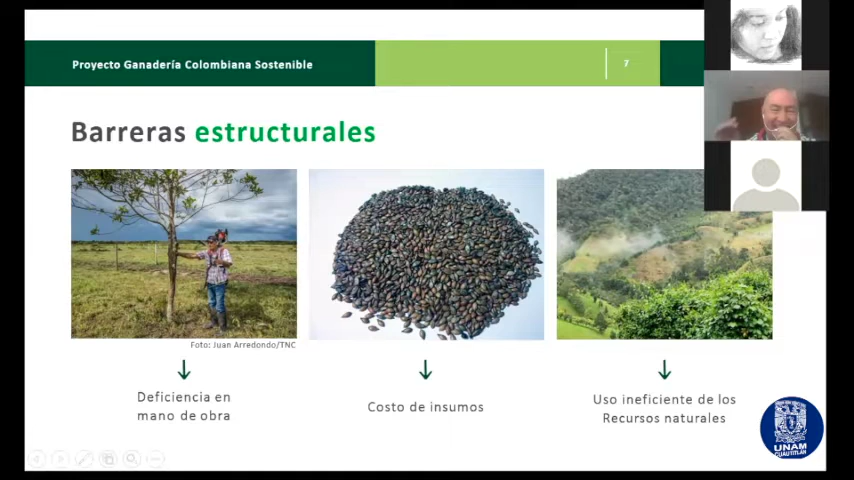 Proyecto Ganadería Colombiana Sostenible
7
Barreras estructurales
Foto: Juan Arredondo/TNC
Deficiencia en
mano de obra
Costo de insumos
Uso ineficiente de los
Recursos naturales
UNAM
CUAUTITLÁN